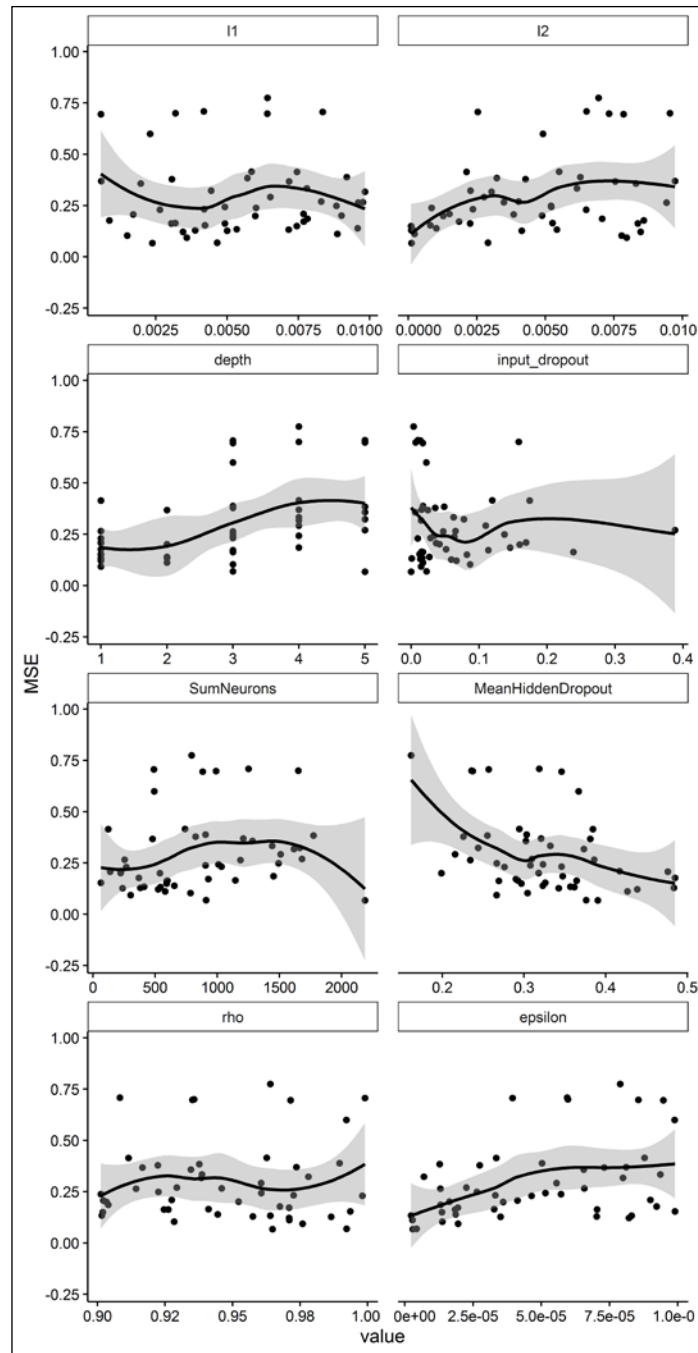 l1 l2
1.00
0.75
0.50
0.25
0.00
-0.25
0.0025 0.0050 0.0075 0.0100 0.0000 0.0025 0.0050 0.0075 0.010
depth input_dropout
1.00
0.75
0.50
0.25
0.00
-0.25
1 2 3 4 5 0.0 0.1 0.2 0.3 0.4
MSE
SumNeurons MeanHiddenDropout
1.00
0.75
0.50
0.25
0.00
-0.25
0 500 1000 1500 2000 0.2 0.3 0.4 0.5
rho epsilon
1.00
0.75
0.50
0.25
0.00
-0.25
0.90 0.92 0.95 0.98 1.00 0e+00 2.5e-05 5.0e-05 7.5e-05 1.0e-0
value